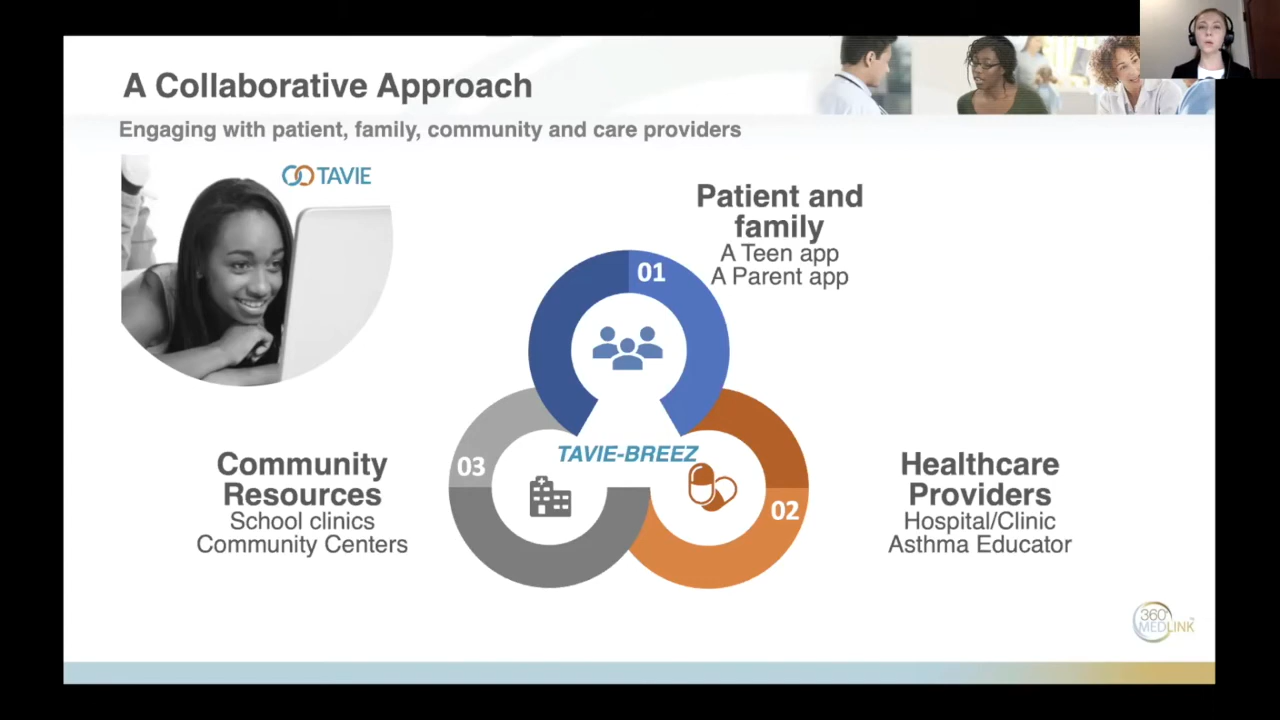 A Collaborative Approach
Engaging with patient, family, community and care providers
TAVIE
Patient and
family
A Teen app
A Parent app
01
TAVIE-BREEZ
03
02
Community
Resources
School clinics
Community Centers
Healthcare
Providers
Hospital/Clinic
Asthma Educator
360°
MEDLINK